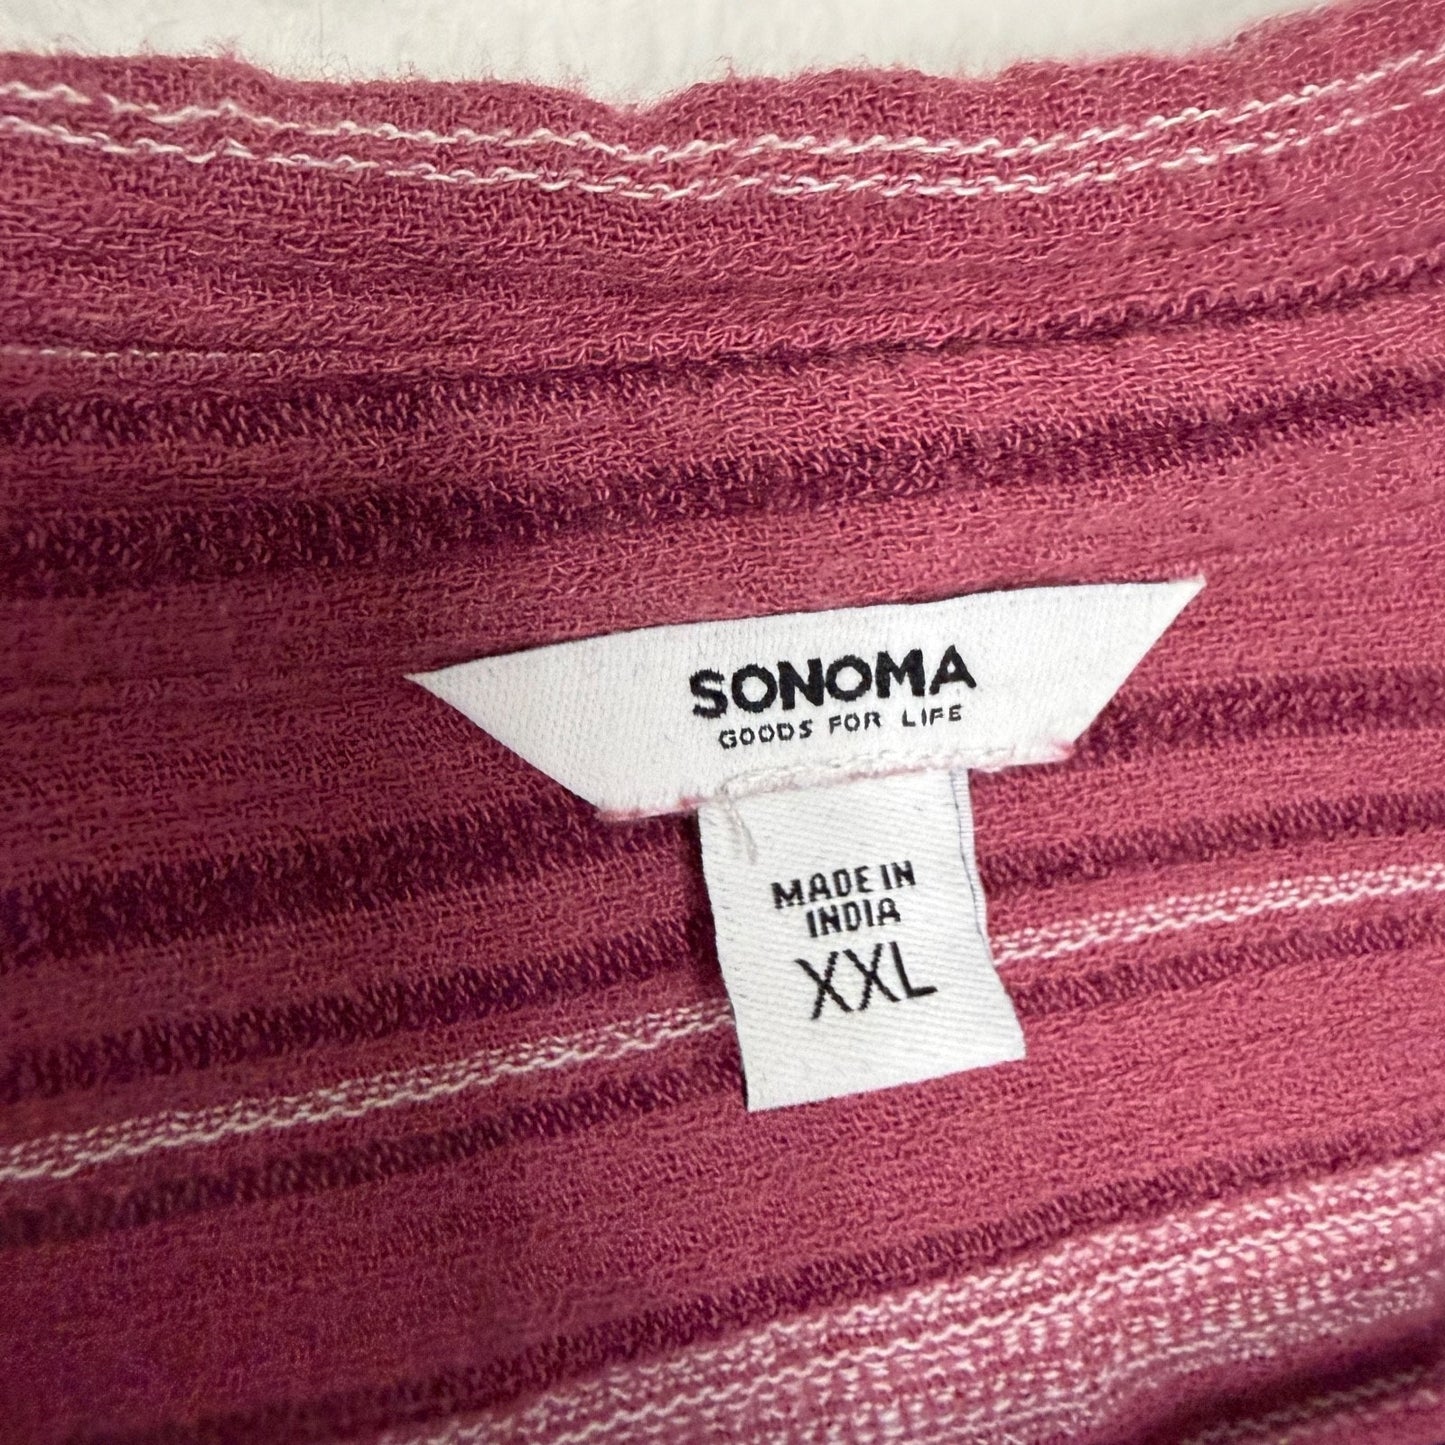 SONOMA
GOODS FOR LIFE
MADE IN
INDIA
XXL